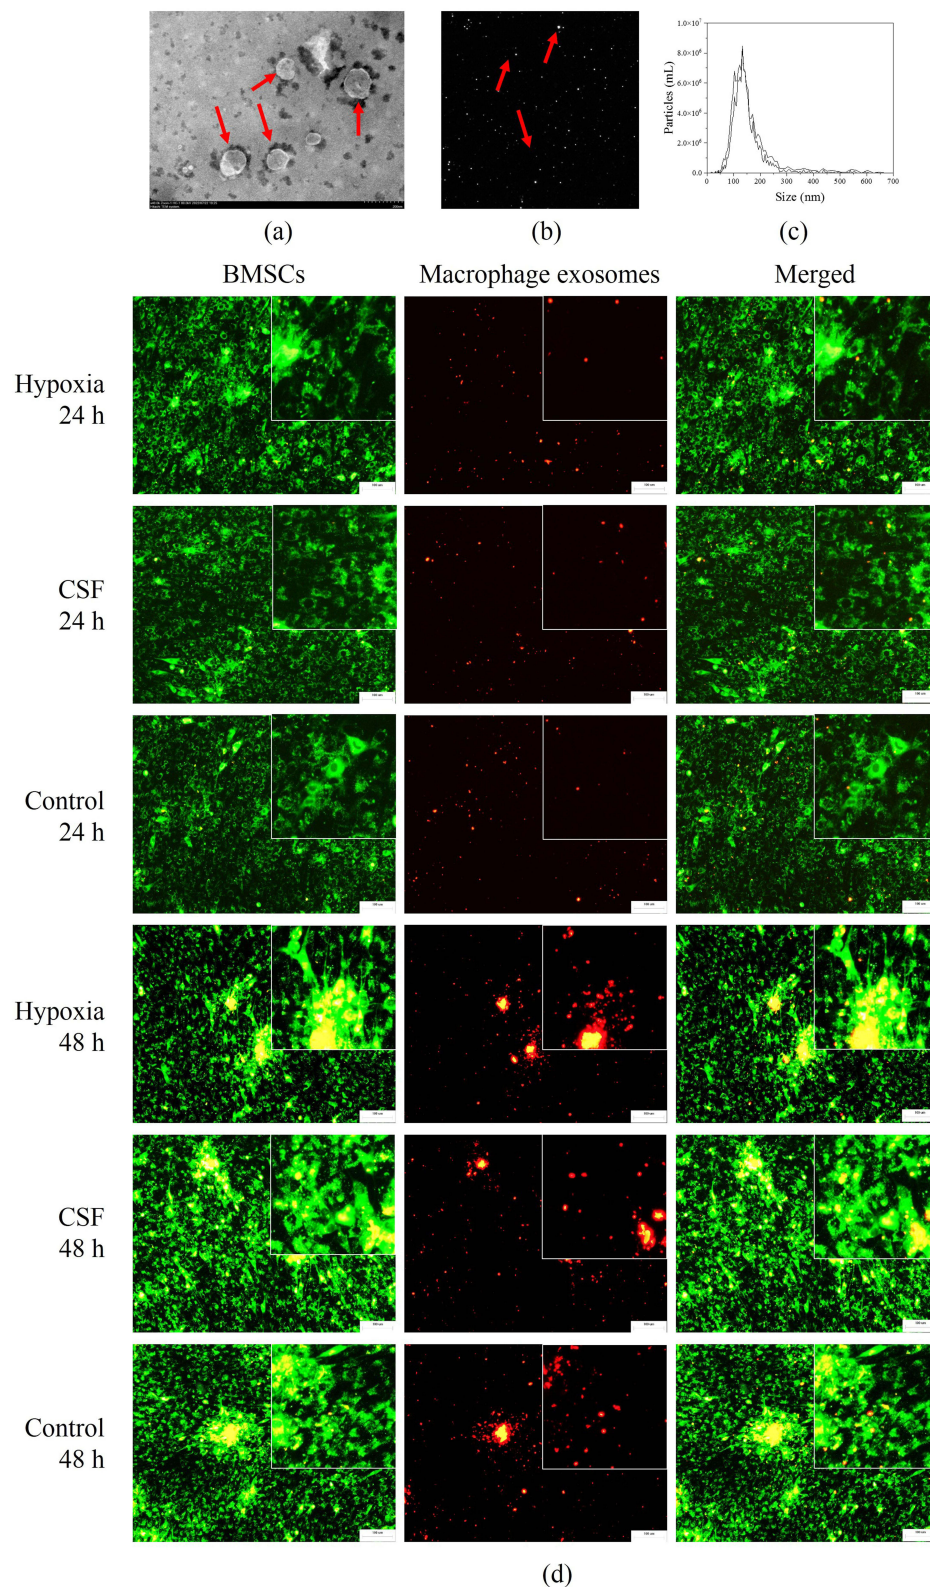 1.0×10⁷
8.0×10⁶
6.0×10⁶
4.0×10⁶
2.0×10⁶
0.0
Particles (mL)
0 100 200 300 400 500 600 700
Size (nm)
(a) (b) (c)
BMSCs Macrophage exosomes Merged
Hypoxia
24 h
CSF
24 h
Control
24 h
Hypoxia
48 h
CSF
48 h
Control
48 h
(d)